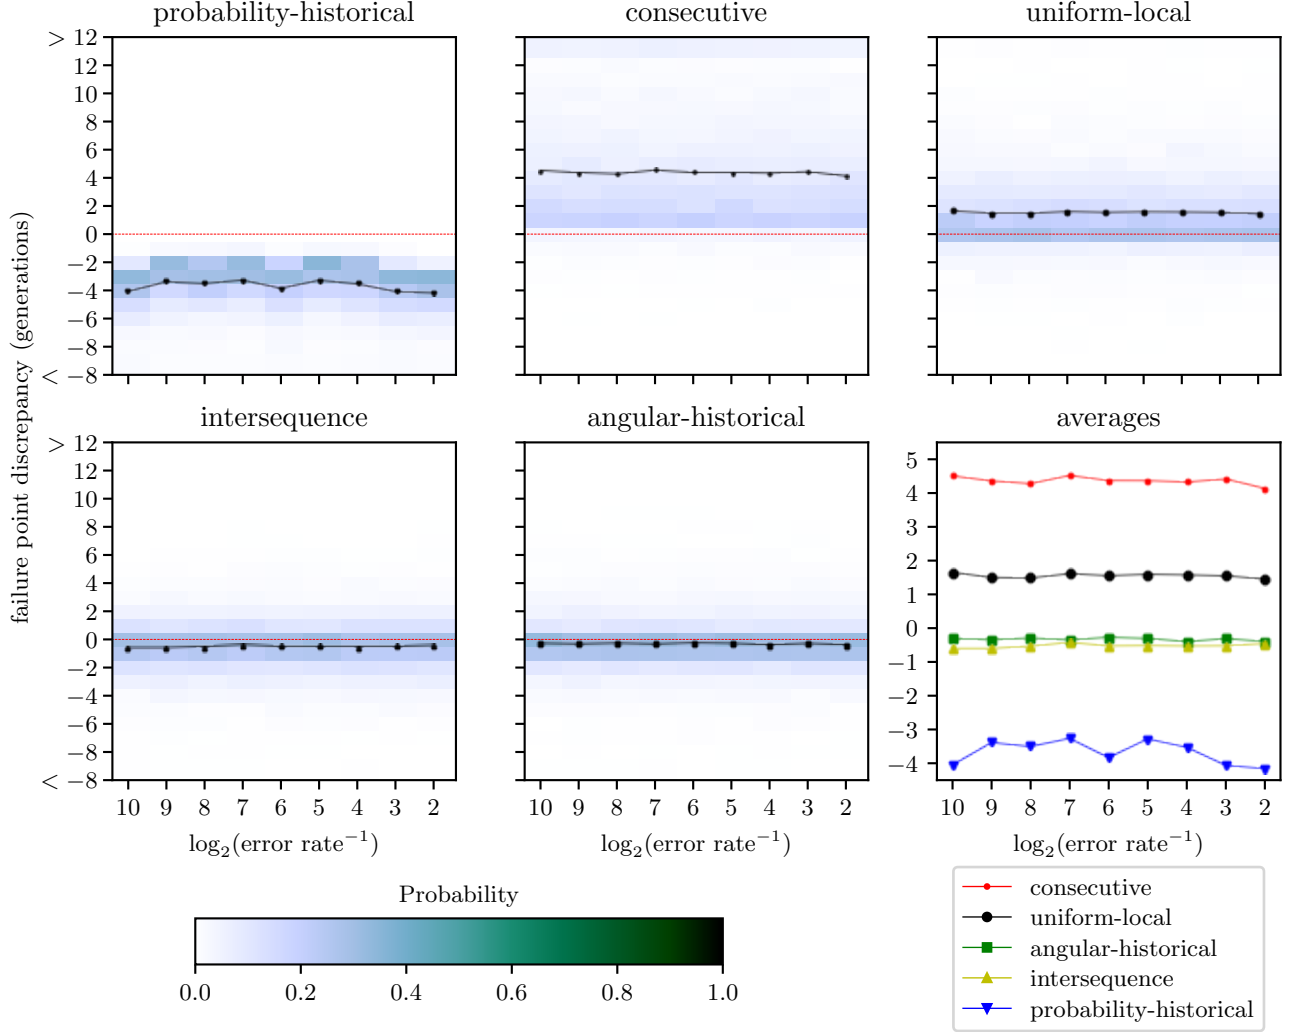 probability-historical consecutive uniform-local
> 12
10
8
6
4
2
0
−2
−4
−6
−8
< −8
failure point discrepancy (generations)
intersequence angular-historical averages
> 12
10
8
6
4
2
0
−2
−4
−6
−8
< −8
5
4
3
2
1
0
−1
−2
−3
−4
10 9 8 7 6 5 4 3 2 10 9 8 7 6 5 4 3 2 10 9 8 7 6 5 4 3 2
log₂(error rate⁻¹) log₂(error rate⁻¹) log₂(error rate⁻¹)
Probability
0.0 0.2 0.4 0.6 0.8 1.0
consecutive
uniform-local
angular-historical
intersequence
probability-historical